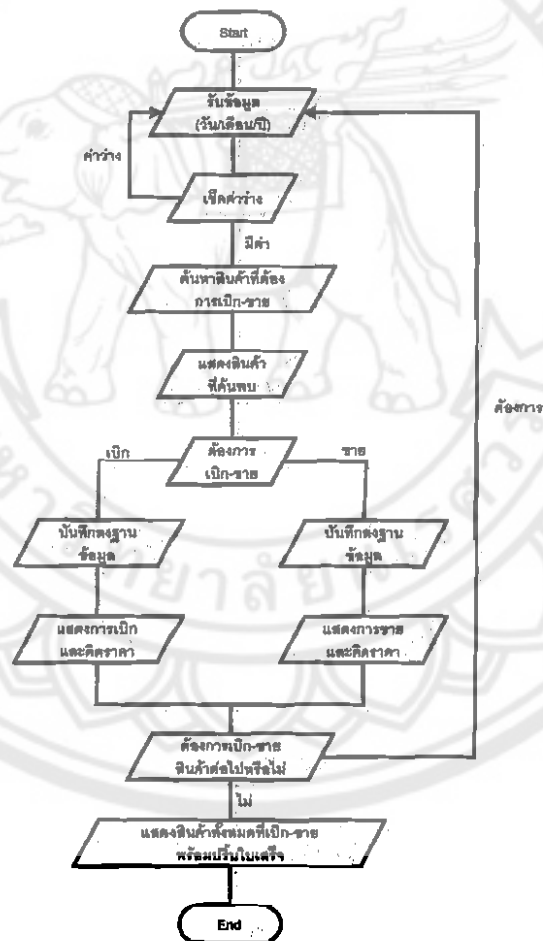 Start
รับข้อมูล
(วัน/เดือน/ปี)
ค่าว่าง
เช็คค่าว่าง
มีค่า
ค้นหาสินค้าที่ต้อง
การเบิก-ขาย
แสดงสินค้า
ที่ค้นพบ
ต้องการ
เบิก
ต้องการ
เบิก-ขาย
ขาย
บันทึกลงฐาน
ข้อมูล
บันทึกลงฐาน
ข้อมูล
แสดงการเบิก
และคิดราคา
แสดงการขาย
และคิดราคา
ต้องการเบิก-ขาย
สินค้าต่อไปหรือไม่
ไม่
แสดงสินค้าทั้งหมดที่เบิก-ขาย
พร้อมปริ้นใบเสร็จ
End